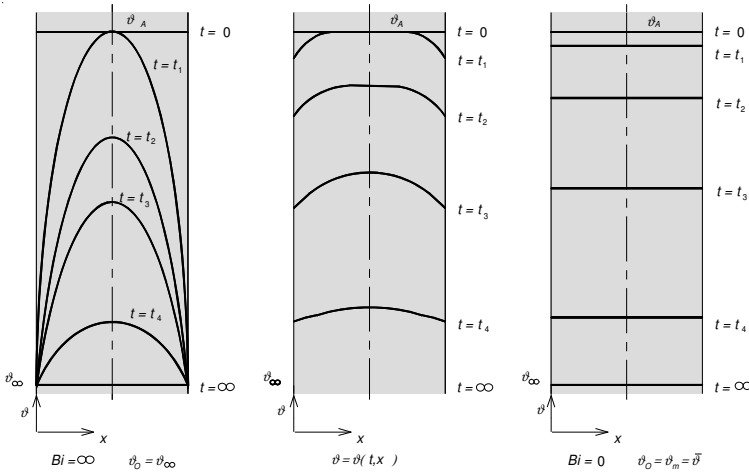 ϑ A
t = 0
t = t₁
t = t₂
t = t₃
t = t₄
ϑ∞
t = ∞
ϑ
x
Bi = ∞
ϑO = ϑ∞
ϑA
t = 0
t = t₁
t = t₂
t = t₃
t = t₄
ϑ∞
t = ∞
ϑ
x
ϑ = ϑ( t,x )
ϑA
t = 0
t = t₁
t = t₂
t = t₃
t = t₄
ϑ∞
t = ∞
ϑ
x
Bi = 0
ϑO = ϑm = ϑ̄